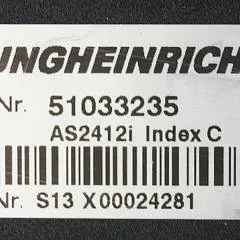 UNGHEINRICH
Nr. 51033235
AS2412i Index C
Nr. S13 X00024281